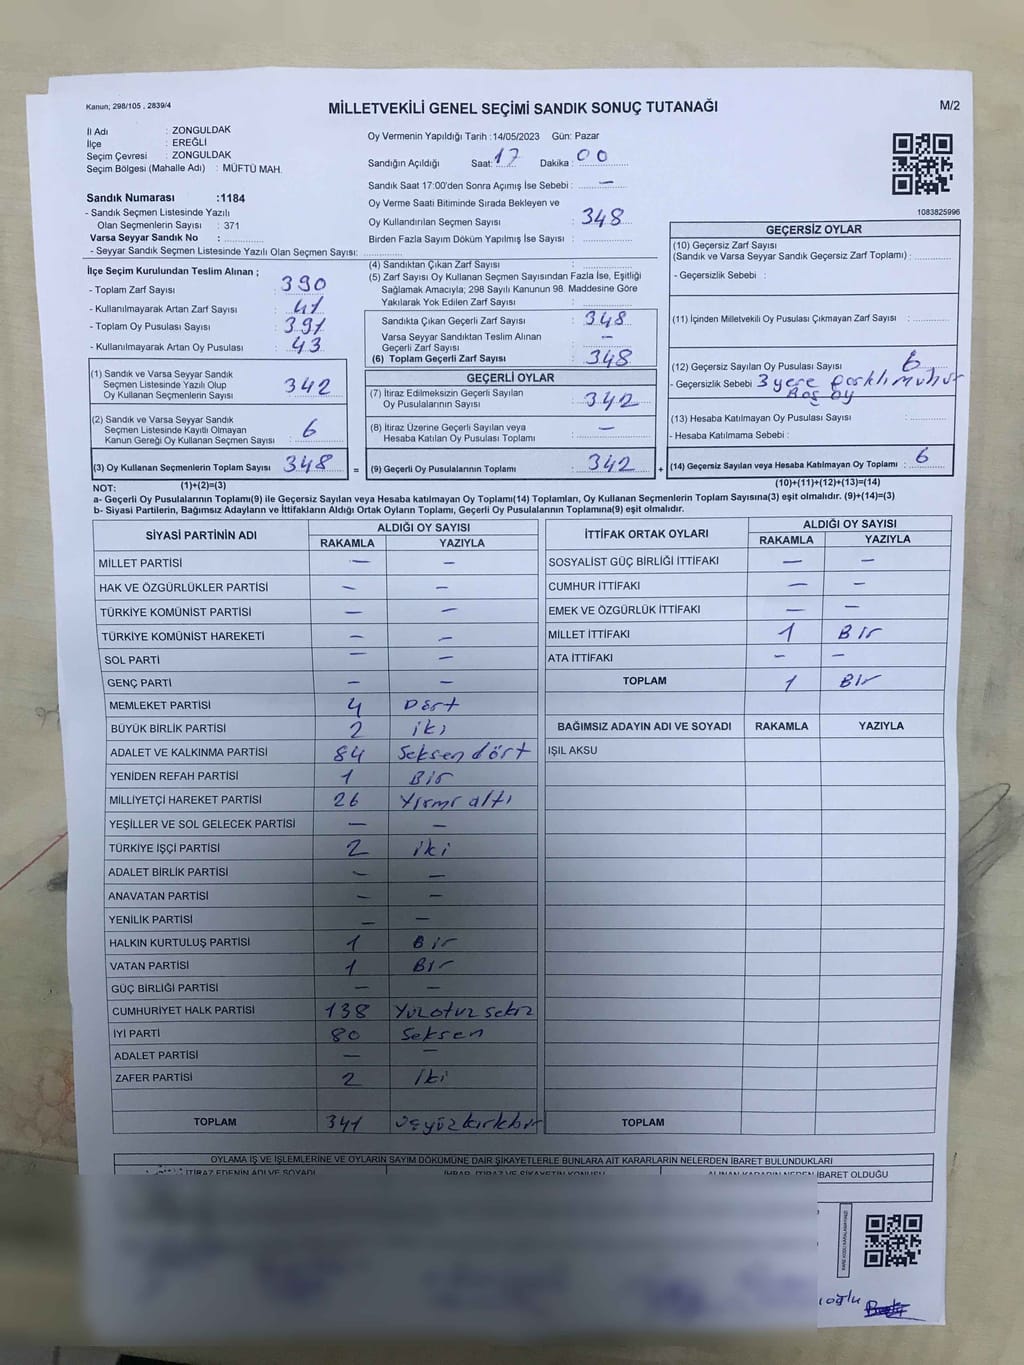 Kanun; 298/105 , 2839/4
MİLLETVEKİLİ GENEL SEÇİMİ SANDIK SONUÇ TUTANAĞI
M/2
İl Adı : ZONGULDAK
İlçe : EREĞLİ
Seçim Çevresi : ZONGULDAK
Seçim Bölgesi (Mahalle Adı) : MÜFTÜ MAH.
Sandık Numarası :1184
- Sandık Seçmen Listesinde Yazılı
Olan Seçmenlerin Sayısı : 371
Varsa Seyyar Sandık No :
- Seyyar Sandık Seçmen Listesinde Yazılı Olan Seçmen Sayısı:
Oy Vermenin Yapıldığı Tarih :14/05/2023 Gün: Pazar
Sandığın Açıldığı Saat: 17 Dakika : 00
Sandık Saat 17:00'den Sonra Açımış İse Sebebi : —
Oy Verme Saati Bitiminde Sırada Bekleyen ve
Oy Kullandırılan Seçmen Sayısı : 348
Birden Fazla Sayım Döküm Yapılmış İse Sayısı :
1083825996
İlçe Seçim Kurulundan Teslim Alınan ;
- Toplam Zarf Sayısı : 390
- Kullanılmayarak Artan Zarf Sayısı : 41
- Toplam Oy Pusulası Sayısı : 391
- Kullanılmayarak Artan Oy Pusulası : 43
(1) Sandık ve Varsa Seyyar Sandık
Seçmen Listesinde Yazılı Olup
Oy Kullanan Seçmenlerin Sayısı : 342
(2) Sandık ve Varsa Seyyar Sandık
Seçmen Listesinde Kayıtlı Olmayan
Kanun Gereği Oy Kullanan Seçmen Sayısı : 6
(3) Oy Kullanan Seçmenlerin Toplam Sayısı : 348 =
(1)+(2)=(3)
(4) Sandıktan Çıkan Zarf Sayısı :
(5) Zarf Sayısı Oy Kullanan Seçmen Sayısından Fazla İse, Eşitliği
Sağlamak Amacıyla; 298 Sayılı Kanunun 98. Maddesine Göre
Yakılarak Yok Edilen Zarf Sayısı :
Sandıkta Çıkan Geçerli Zarf Sayısı : 348
Varsa Seyyar Sandıktan Teslim Alınan
Geçerli Zarf Sayısı : —
(6) Toplam Geçerli Zarf Sayısı : 348
GEÇERLİ OYLAR
(7) İtiraz Edilmeksizin Geçerli Sayılan
Oy Pusulalarının Sayısı : 342
(8) İtiraz Üzerine Geçerli Sayılan veya
Hesaba Katılan Oy Pusulası Toplamı : —
(9) Geçerli Oy Pusulalarının Toplamı : 342 +
GEÇERSİZ OYLAR
(10) Geçersiz Zarf Sayısı
(Sandık ve Varsa Seyyar Sandık Geçersiz Zarf Toplamı) :
- Geçersizlik Sebebi :
(11) İçinden Milletvekili Oy Pusulası Çıkmayan Zarf Sayısı :
(12) Geçersiz Sayılan Oy Pusulası Sayısı : 6
- Geçersizlik Sebebi : 3 yere farklı Mühür
Boş oy
(13) Hesaba Katılmayan Oy Pusulası Sayısı :
- Hesaba Katılmama Sebebi :
(14) Geçersiz Sayılan veya Hesaba Katılmayan Oy Toplamı : 6
(10)+(11)+(12)+(13)=(14)
NOT:
a- Geçerli Oy Pusulalarının Toplamı(9) ile Geçersiz Sayılan veya Hesaba katılmayan Oy Toplamı(14) Toplamları, Oy Kullanan Seçmenlerin Toplam Sayısına(3) eşit olmalıdır. (9)+(14)=(3)
b- Siyasi Partilerin, Bağımsız Adayların ve İttifakların Aldığı Ortak Oyların Toplamı, Geçerli Oy Pusulalarının Toplamına(9) eşit olmalıdır.
SİYASİ PARTİNİN ADI ALDIĞI OY SAYISI
RAKAMLA YAZIYLA
MİLLET PARTİSİ — —
HAK VE ÖZGÜRLÜKLER PARTİSİ — —
TÜRKİYE KOMÜNİST PARTİSİ — —
TÜRKİYE KOMÜNİST HAREKETİ — —
SOL PARTİ — —
GENÇ PARTİ — —
MEMLEKET PARTİSİ 4 Dört
BÜYÜK BİRLİK PARTİSİ 2 iki
ADALET VE KALKINMA PARTİSİ 84 Seksen dört
YENİDEN REFAH PARTİSİ 1 Bir
MİLLİYETÇİ HAREKET PARTİSİ 26 Yirmi altı
YEŞİLLER VE SOL GELECEK PARTİSİ — —
TÜRKİYE İŞÇİ PARTİSİ 2 iki
ADALET BİRLİK PARTİSİ — —
ANAVATAN PARTİSİ — —
YENİLİK PARTİSİ — —
HALKIN KURTULUŞ PARTİSİ 1 Bir
VATAN PARTİSİ 1 Bir
GÜÇ BİRLİĞİ PARTİSİ — —
CUMHURİYET HALK PARTİSİ 138 Yüzotuz sekiz
İYİ PARTİ 80 Seksen
ADALET PARTİSİ — —
ZAFER PARTİSİ 2 İki
TOPLAM 341 Üçyüzkırkbir
İTTİFAK ORTAK OYLARI ALDIĞI OY SAYISI
RAKAMLA YAZIYLA
SOSYALİST GÜÇ BİRLİĞİ İTTİFAKI — —
CUMHUR İTTİFAKI — —
EMEK VE ÖZGÜRLÜK İTTİFAKI — —
MİLLET İTTİFAKI 1 Bir
ATA İTTİFAKI — —
TOPLAM 1 Bir
BAĞIMSIZ ADAYIN ADI VE SOYADI RAKAMLA YAZIYLA
IŞIL AKSU
TOPLAM
OYLAMA İŞ VE İŞLEMLERİNE VE OYLARIN SAYIM DÖKÜMÜNE DAİR ŞİKAYETLERLE BUNLARA AİT KARARLARIN NELERDEN İBARET BULUNDUKLARI
İTİRAZ EDENİN ADI VE SOYADI İHBAR, İTİRAZ VE ŞİKAYETİN KONUSU ALINAN KARARIN NEDEN İBARET OLDUĞU